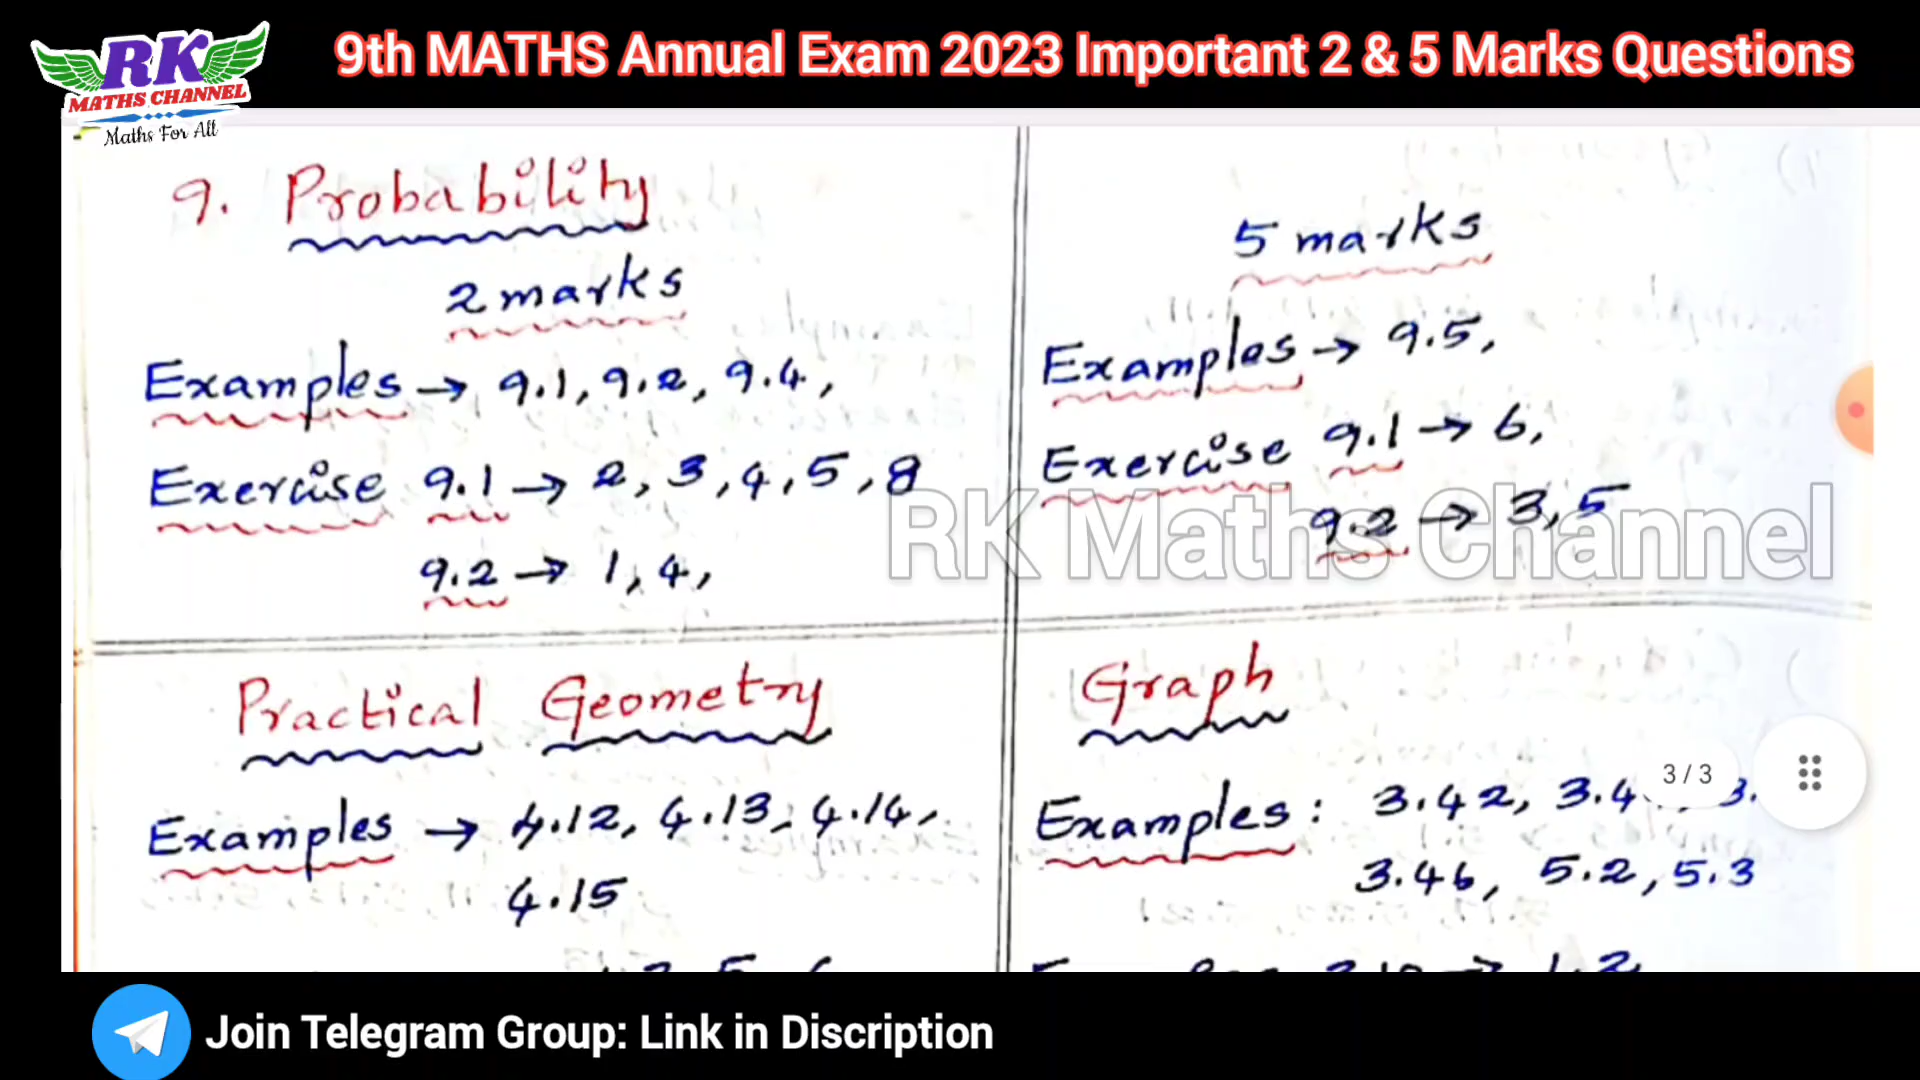 RK
MATHS CHANNEL
Maths For All
9th MATHS Annual Exam 2023 Important 2 & 5 Marks Questions
9. Probability
2 marks
Examples → 9.1, 9.2, 9.4,
Exercise 9.1 → 2, 3, 4, 5, 8
9.2 → 1, 4,
5 marks
Examples → 9.5,
Exercise 9.1 → 6,
9.2 → 3, 5
RK Maths Channel
Practical Geometry
Examples → 4.12, 4.13, 4.14,
4.15
Graph
Examples: 3.42,
3.46, 5.2, 5.3
3 / 3
Join Telegram Group: Link in Discription